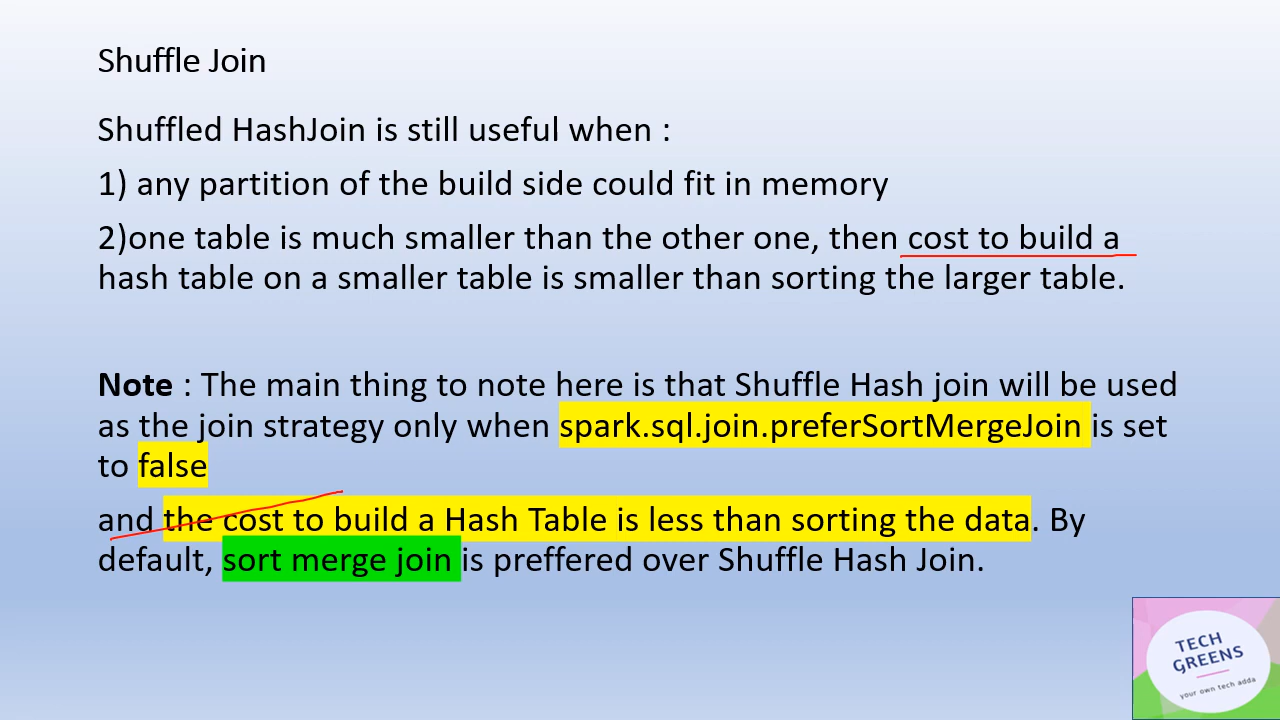 Shuffle Join
Shuffled HashJoin is still useful when :
1) any partition of the build side could fit in memory
2)one table is much smaller than the other one, then cost to build a
hash table on a smaller table is smaller than sorting the larger table.
Note : The main thing to note here is that Shuffle Hash join will be used
as the join strategy only when spark.sql.join.preferSortMergeJoin is set
to false
and the cost to build a Hash Table is less than sorting the data. By
default, sort merge join is preffered over Shuffle Hash Join.
TECH
GREENS
your own tech adda